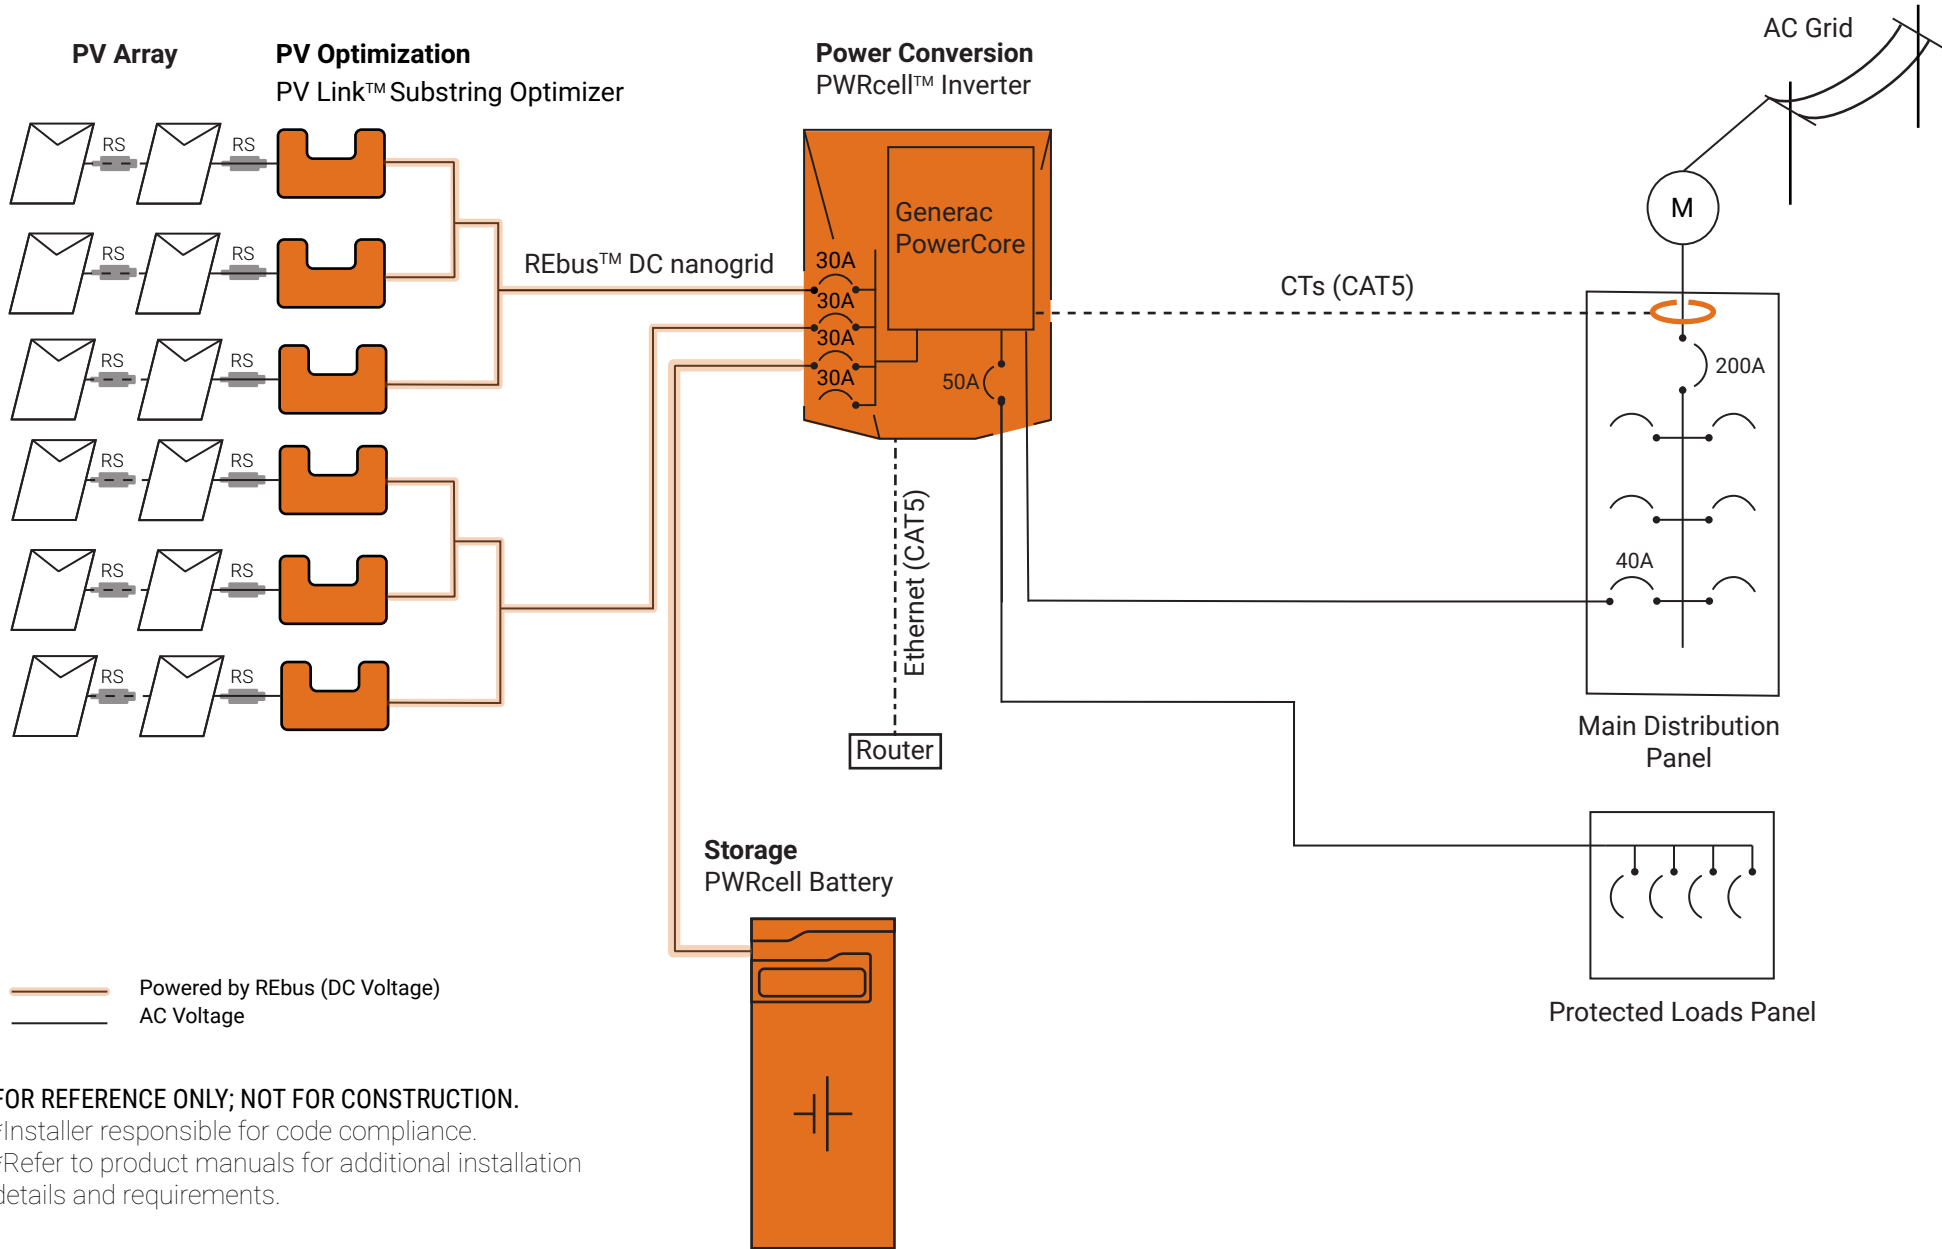 PV Array
PV Optimization
PV Link™ Substring Optimizer
Power Conversion
PWRcell™ Inverter
AC Grid
RS
RS
RS
RS
RS
RS
RS
RS
RS
RS
RS
RS
Generac
PowerCore
30A
30A
30A
30A
50A
REbus™ DC nanogrid
CTs (CAT5)
M
200A
40A
Ethernet (CAT5)
Router
Main Distribution
Panel
Storage
PWRcell Battery
Protected Loads Panel
Powered by REbus (DC Voltage)
AC Voltage
FOR REFERENCE ONLY; NOT FOR CONSTRUCTION.
*Installer responsible for code compliance.
*Refer to product manuals for additional installation
details and requirements.